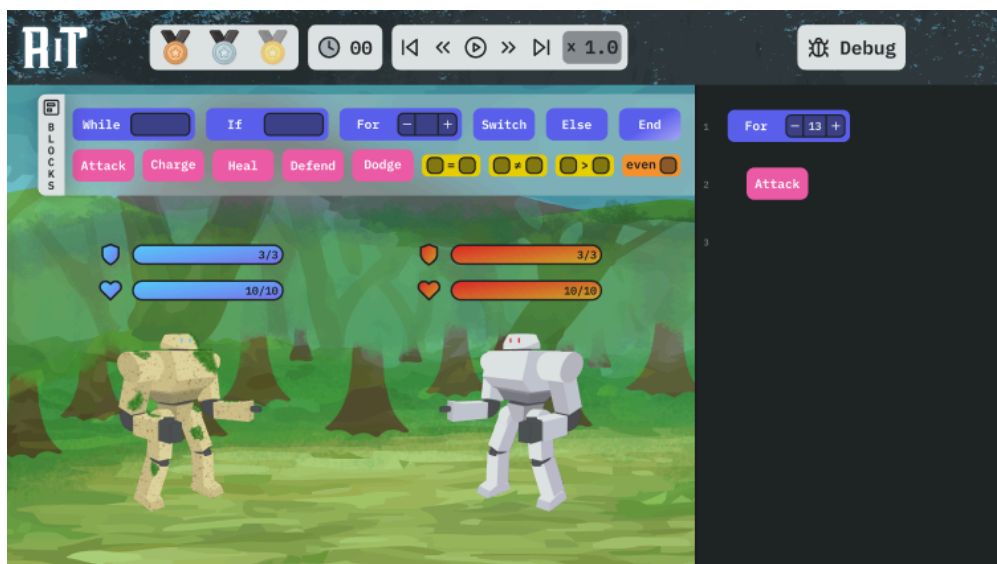 RIT
00
× 1.0
Debug
BLOCKS
While
If
For − +
Switch
Else
End
Attack
Charge
Heal
Defend
Dodge
=
≠
>
even
3/3
10/10
3/3
10/10
1 For − 13 +
2 Attack
3